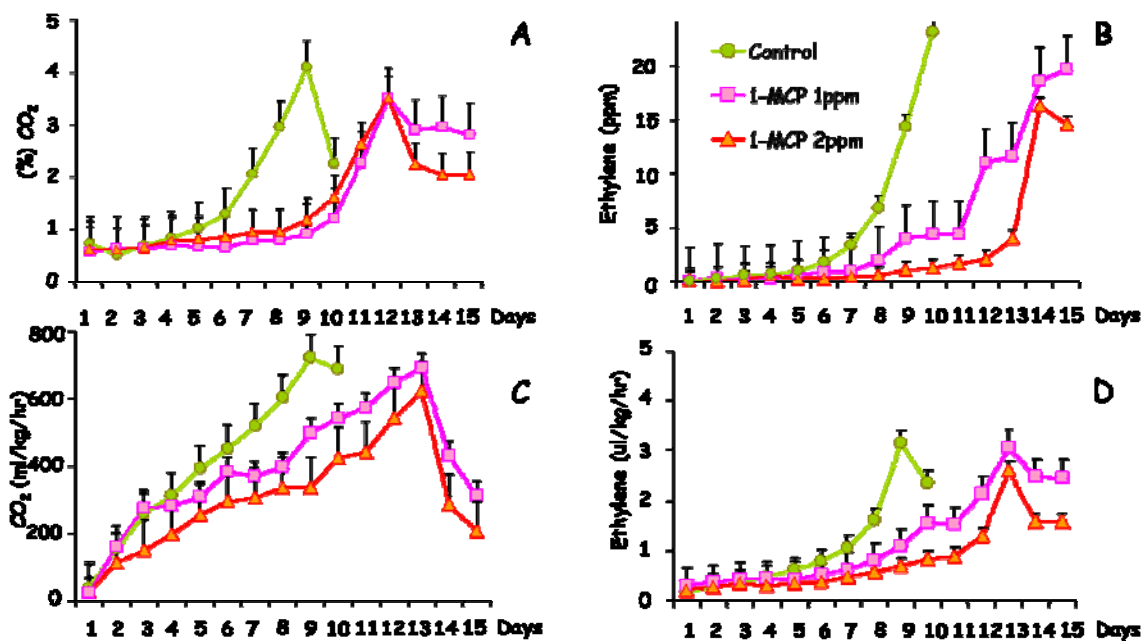 A
5
4
3
2
1
0
(%) CO₂
1 2 3 4 5 6 7 8 9 10 11 12 13 14 15 Days
B
20
15
10
5
0
Ethylene (ppm)
Control
1-MCP 1ppm
1-MCP 2ppm
1 2 3 4 5 6 7 8 9 10 11 12 13 14 15 Days
C
800
600
400
200
0
CO₂ (ml/kg/hr)
1 2 3 4 5 6 7 8 9 10 11 12 13 14 15 Days
D
5
4
3
2
1
0
Ethylene (ul/kg/hr)
1 2 3 4 5 6 7 8 9 10 11 12 13 14 15 Days